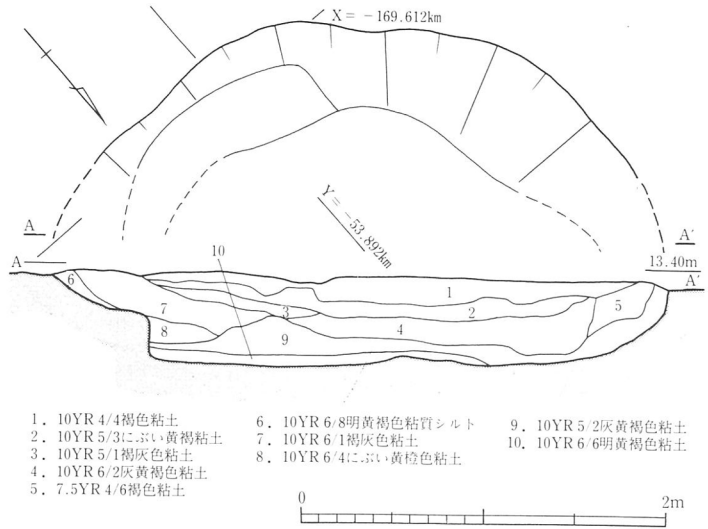 X = -169.612km
Y = -53.892km
A
A′
A
13.40m
A′
10
6
1
5
7
3
2
8
4
9
1. 10YR 4/4褐色粘土
2. 10YR 5/3にぶい黄褐粘土
3. 10YR 5/1褐灰色粘土
4. 10YR 6/2灰黄褐色粘土
5. 7.5YR 4/6褐色粘土
6. 10YR 6/8明黄褐色粘質シルト
7. 10YR 6/1褐灰色粘土
8. 10YR 6/4にぶい黄橙色粘土
9. 10YR 5/2灰黄褐色粘土
10. 10YR 6/6明黄褐色粘土
0
2m